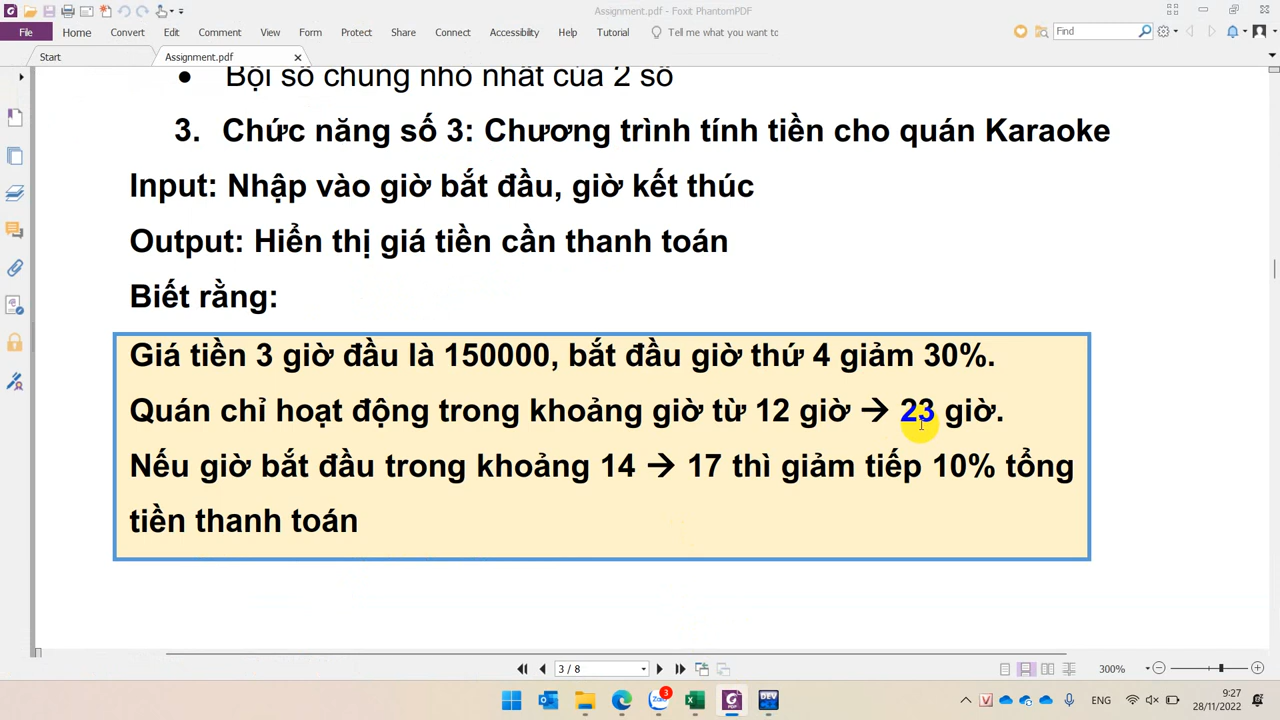 Assignment.pdf - Foxit PhantomPDF
File Home Convert Edit Comment View Form Protect Share Connect Accessibility Help Tutorial Tell me what you want to Find
Start Assignment.pdf
Bội số chung nhỏ nhất của 2 số
3. Chức năng số 3: Chương trình tính tiền cho quán Karaoke
Input: Nhập vào giờ bắt đầu, giờ kết thúc
Output: Hiển thị giá tiền cần thanh toán
Biết rằng:
Giá tiền 3 giờ đầu là 150000, bắt đầu giờ thứ 4 giảm 30%.
Quán chỉ hoạt động trong khoảng giờ từ 12 giờ → 23 giờ.
Nếu giờ bắt đầu trong khoảng 14 → 17 thì giảm tiếp 10% tổng
tiền thanh toán
3 / 8 300%
Zalo 3 PDF DEV ENG 9:27
28/11/2022